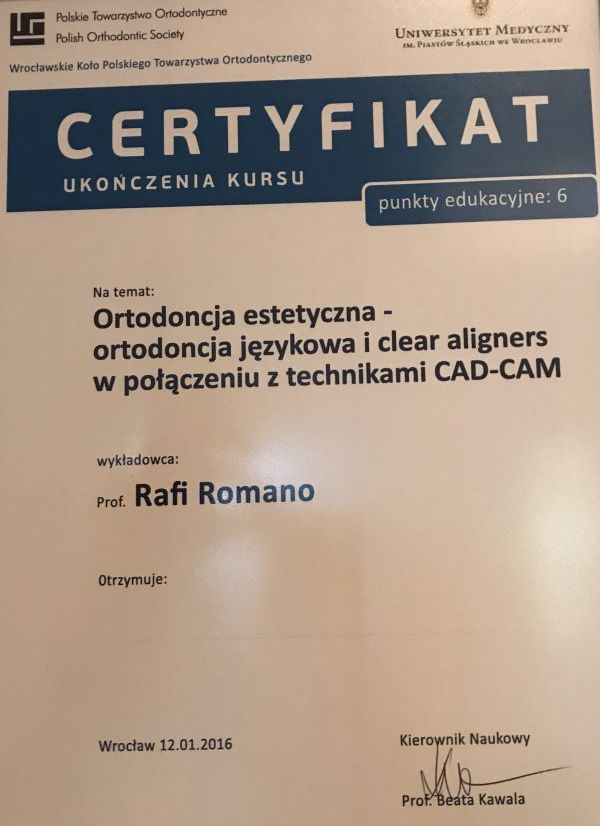 Polskie Towarzystwo Ortodontyczne
Polish Orthodontic Society
Wrocławskie Koło Polskiego Towarzystwa Ortodontycznego
Uniwersytet Medyczny
im. Piastów Śląskich we Wrocławiu
CERTYFIKAT
UKOŃCZENIA KURSU
punkty edukacyjne: 6
Na temat:
Ortodoncja estetyczna -
ortodoncja językowa i clear aligners
w połączeniu z technikami CAD-CAM
wykładowca:
Prof. Rafi Romano
Otrzymuje:
Wrocław 12.01.2016
Kierownik Naukowy
Prof. Beata Kawala